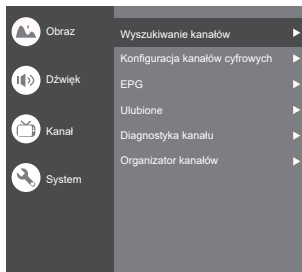 Obraz
Dźwięk
Kanał
System
Wyszukiwanie kanałów
Konfiguracja kanałów cyfrowych
EPG
Ulubione
Diagnostyka kanału
Organizator kanałów